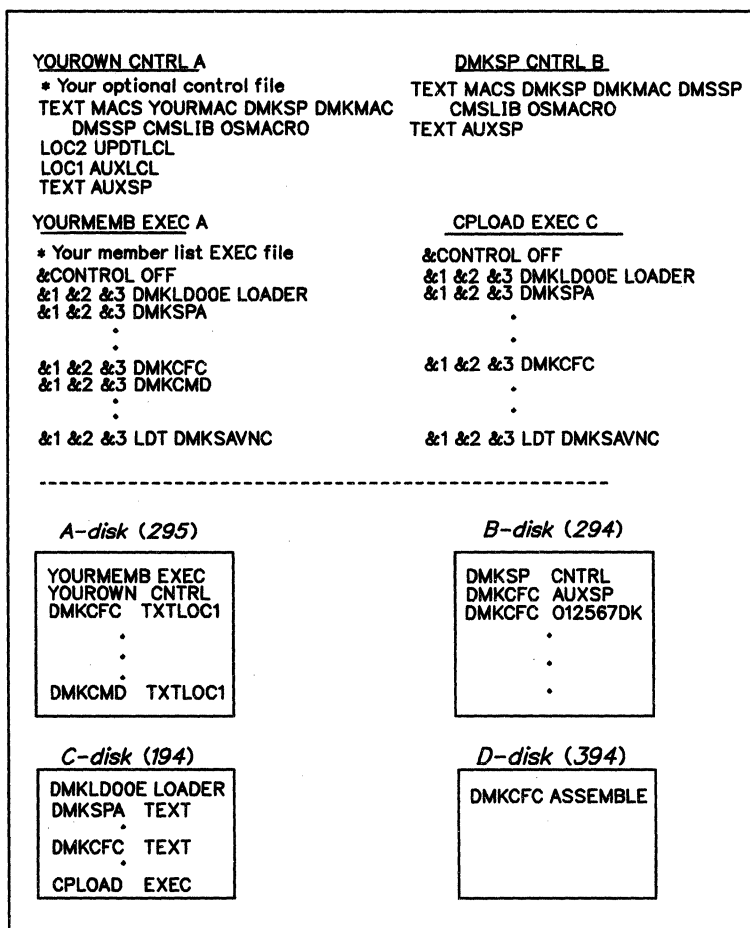 YOUROWN CNTRL A
* Your optional control file
TEXT MACS YOURMAC DMKSP DMKMAC
DMSSP CMSLIB OSMACRO
LOC2 UPDTLCL
LOC1 AUXLCL
TEXT AUXSP
DMKSP CNTRL B
TEXT MACS DMKSP DMKMAC DMSSP
CMSLIB OSMACRO
TEXT AUXSP
YOURMEMB EXEC A
* Your member list EXEC file
&CONTROL OFF
&1 &2 &3 DMKLD00E LOADER
&1 &2 &3 DMKSPA
.
.
&1 &2 &3 DMKCFC
&1 &2 &3 DMKCMD
.
.
&1 &2 &3 LDT DMKSAVNC
CPLOAD EXEC C
&CONTROL OFF
&1 &2 &3 DMKLD00E LOADER
&1 &2 &3 DMKSPA
.
.
&1 &2 &3 DMKCFC
.
.
&1 &2 &3 LDT DMKSAVNC
A-disk (295)
YOURMEMB EXEC
YOUROWN CNTRL
DMKCFC TXTLOC1
.
.
.
DMKCMD TXTLOC1
B-disk (294)
DMKSP CNTRL
DMKCFC AUXSP
DMKCFC O12567DK
.
.
.
C-disk (194)
DMKLD00E LOADER
DMKSPA TEXT
.
DMKCFC TEXT
.
CPLOAD EXEC
D-disk (394)
DMKCFC ASSEMBLE